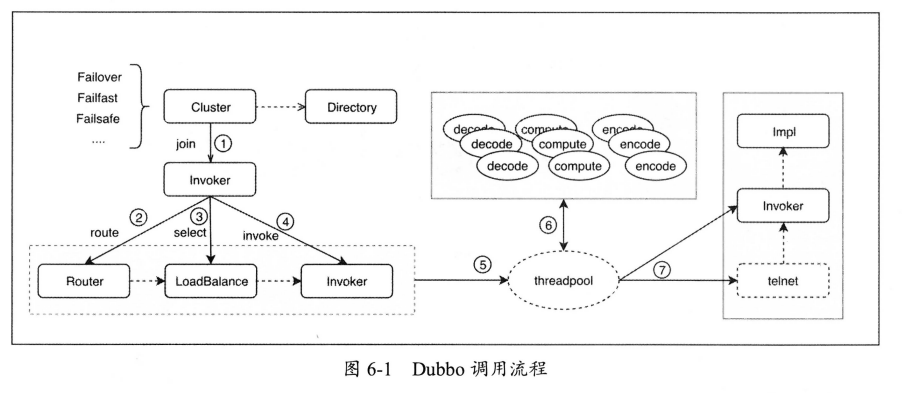 Failover
Failfast
Failsafe
....
Cluster
Directory
join
①
Invoker
②
③
④
route
select
invoke
Router
LoadBalance
Invoker
⑤
decode
compute
encode
decode
compute
encode
decode
compute
encode
⑥
threadpool
⑦
Impl
Invoker
telnet
图 6-1 Dubbo 调用流程